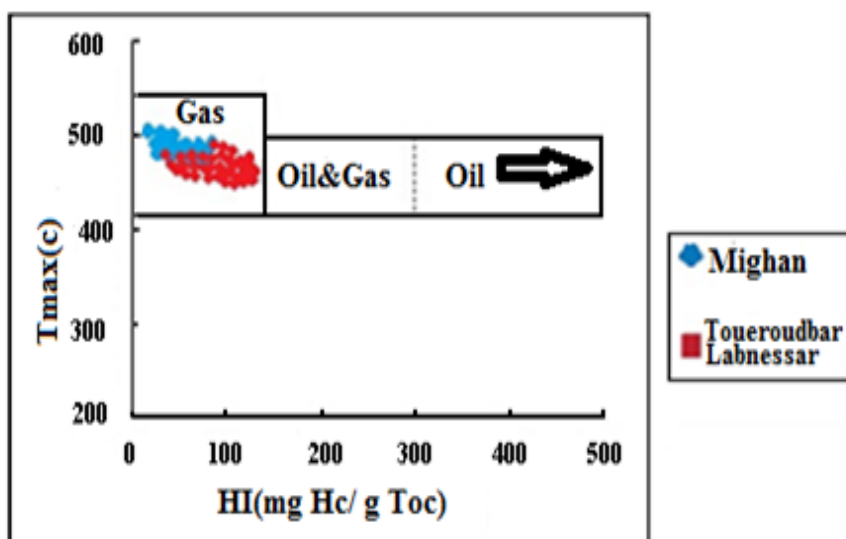 600
500
400
300
200
Tmax(c)
Gas
Oil&Gas
Oil
0
100
200
300
400
500
HI(mg Hc/ g Toc)
Mighan
Toueroudbar
Labnessar